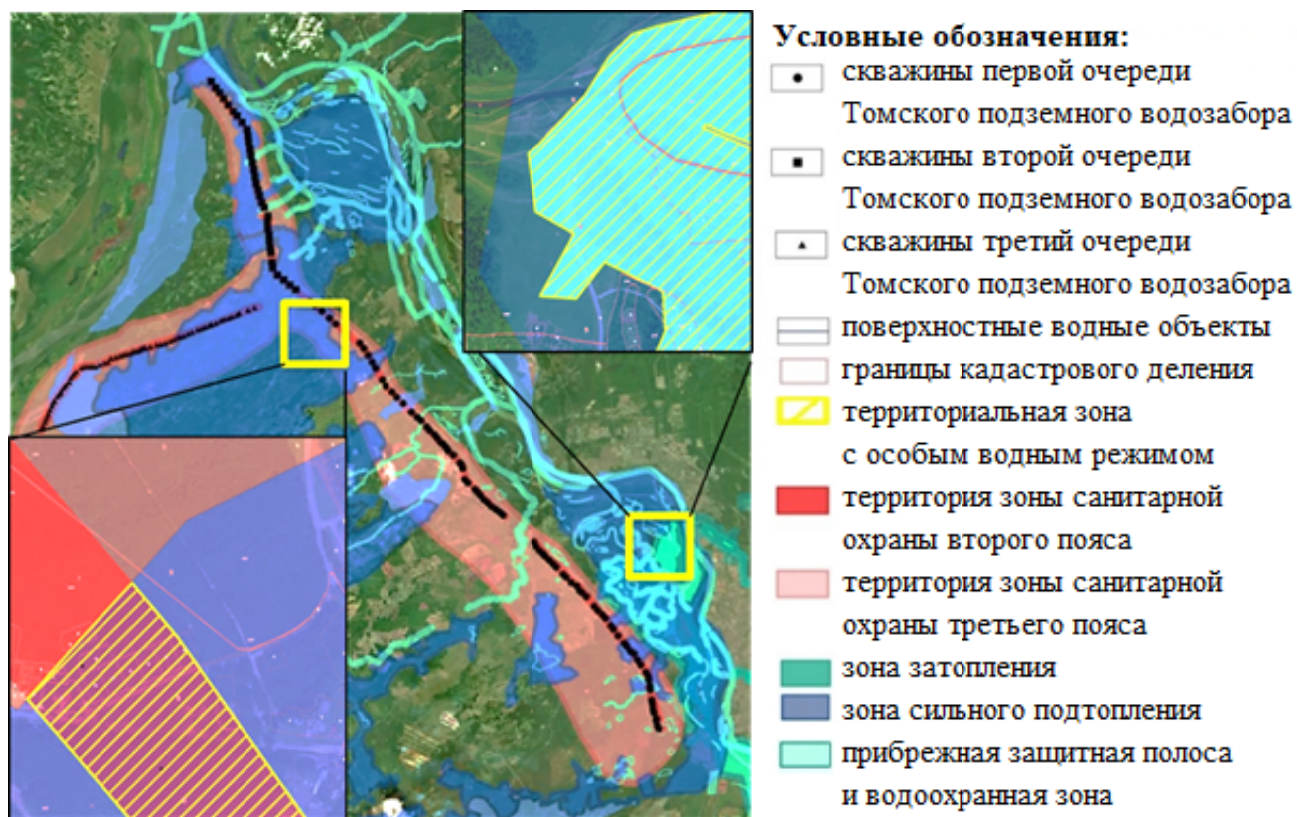 Условные обозначения:
скважины первой очереди
Томского подземного водозабора
скважины второй очереди
Томского подземного водозабора
скважины третий очереди
Томского подземного водозабора
поверхностные водные объекты
границы кадастрового деления
территориальная зона
с особым водным режимом
территория зоны санитарной
охраны второго пояса
территория зоны санитарной
охраны третьего пояса
зона затопления
зона сильного подтопления
прибрежная защитная полоса
и водоохранная зона